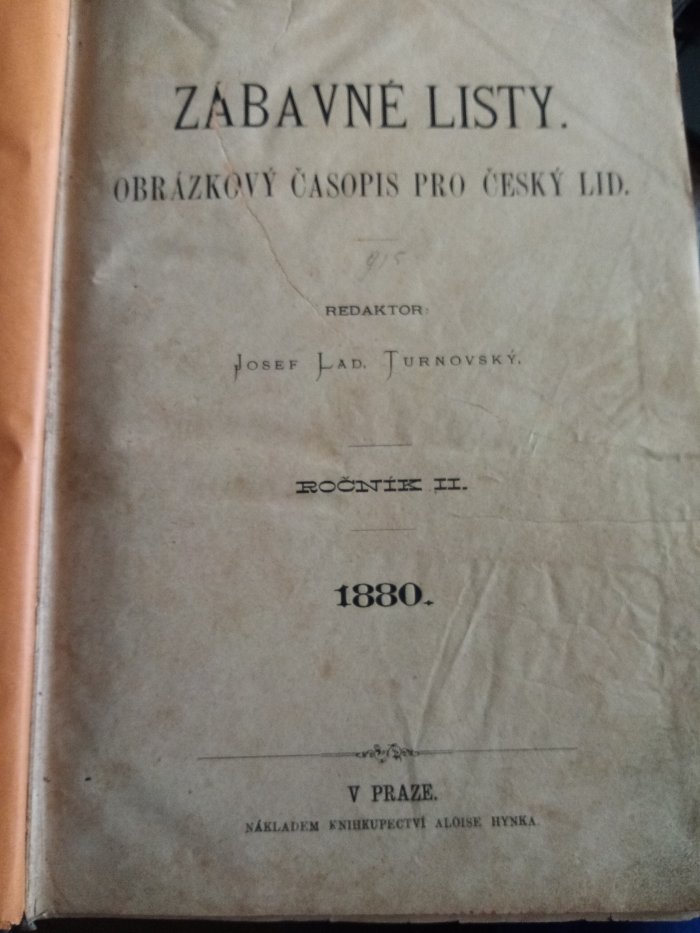 ZÁBAVNÉ LISTY.
OBRÁZKOVÝ ČASOPIS PRO ČESKÝ LID.
REDAKTOR:
JOSEF LAD. TURNOVSKÝ.
ROČNÍK II.
1880.
V PRAZE.
NÁKLADEM KNIHKUPECTVÍ ALOISE HYNKA.